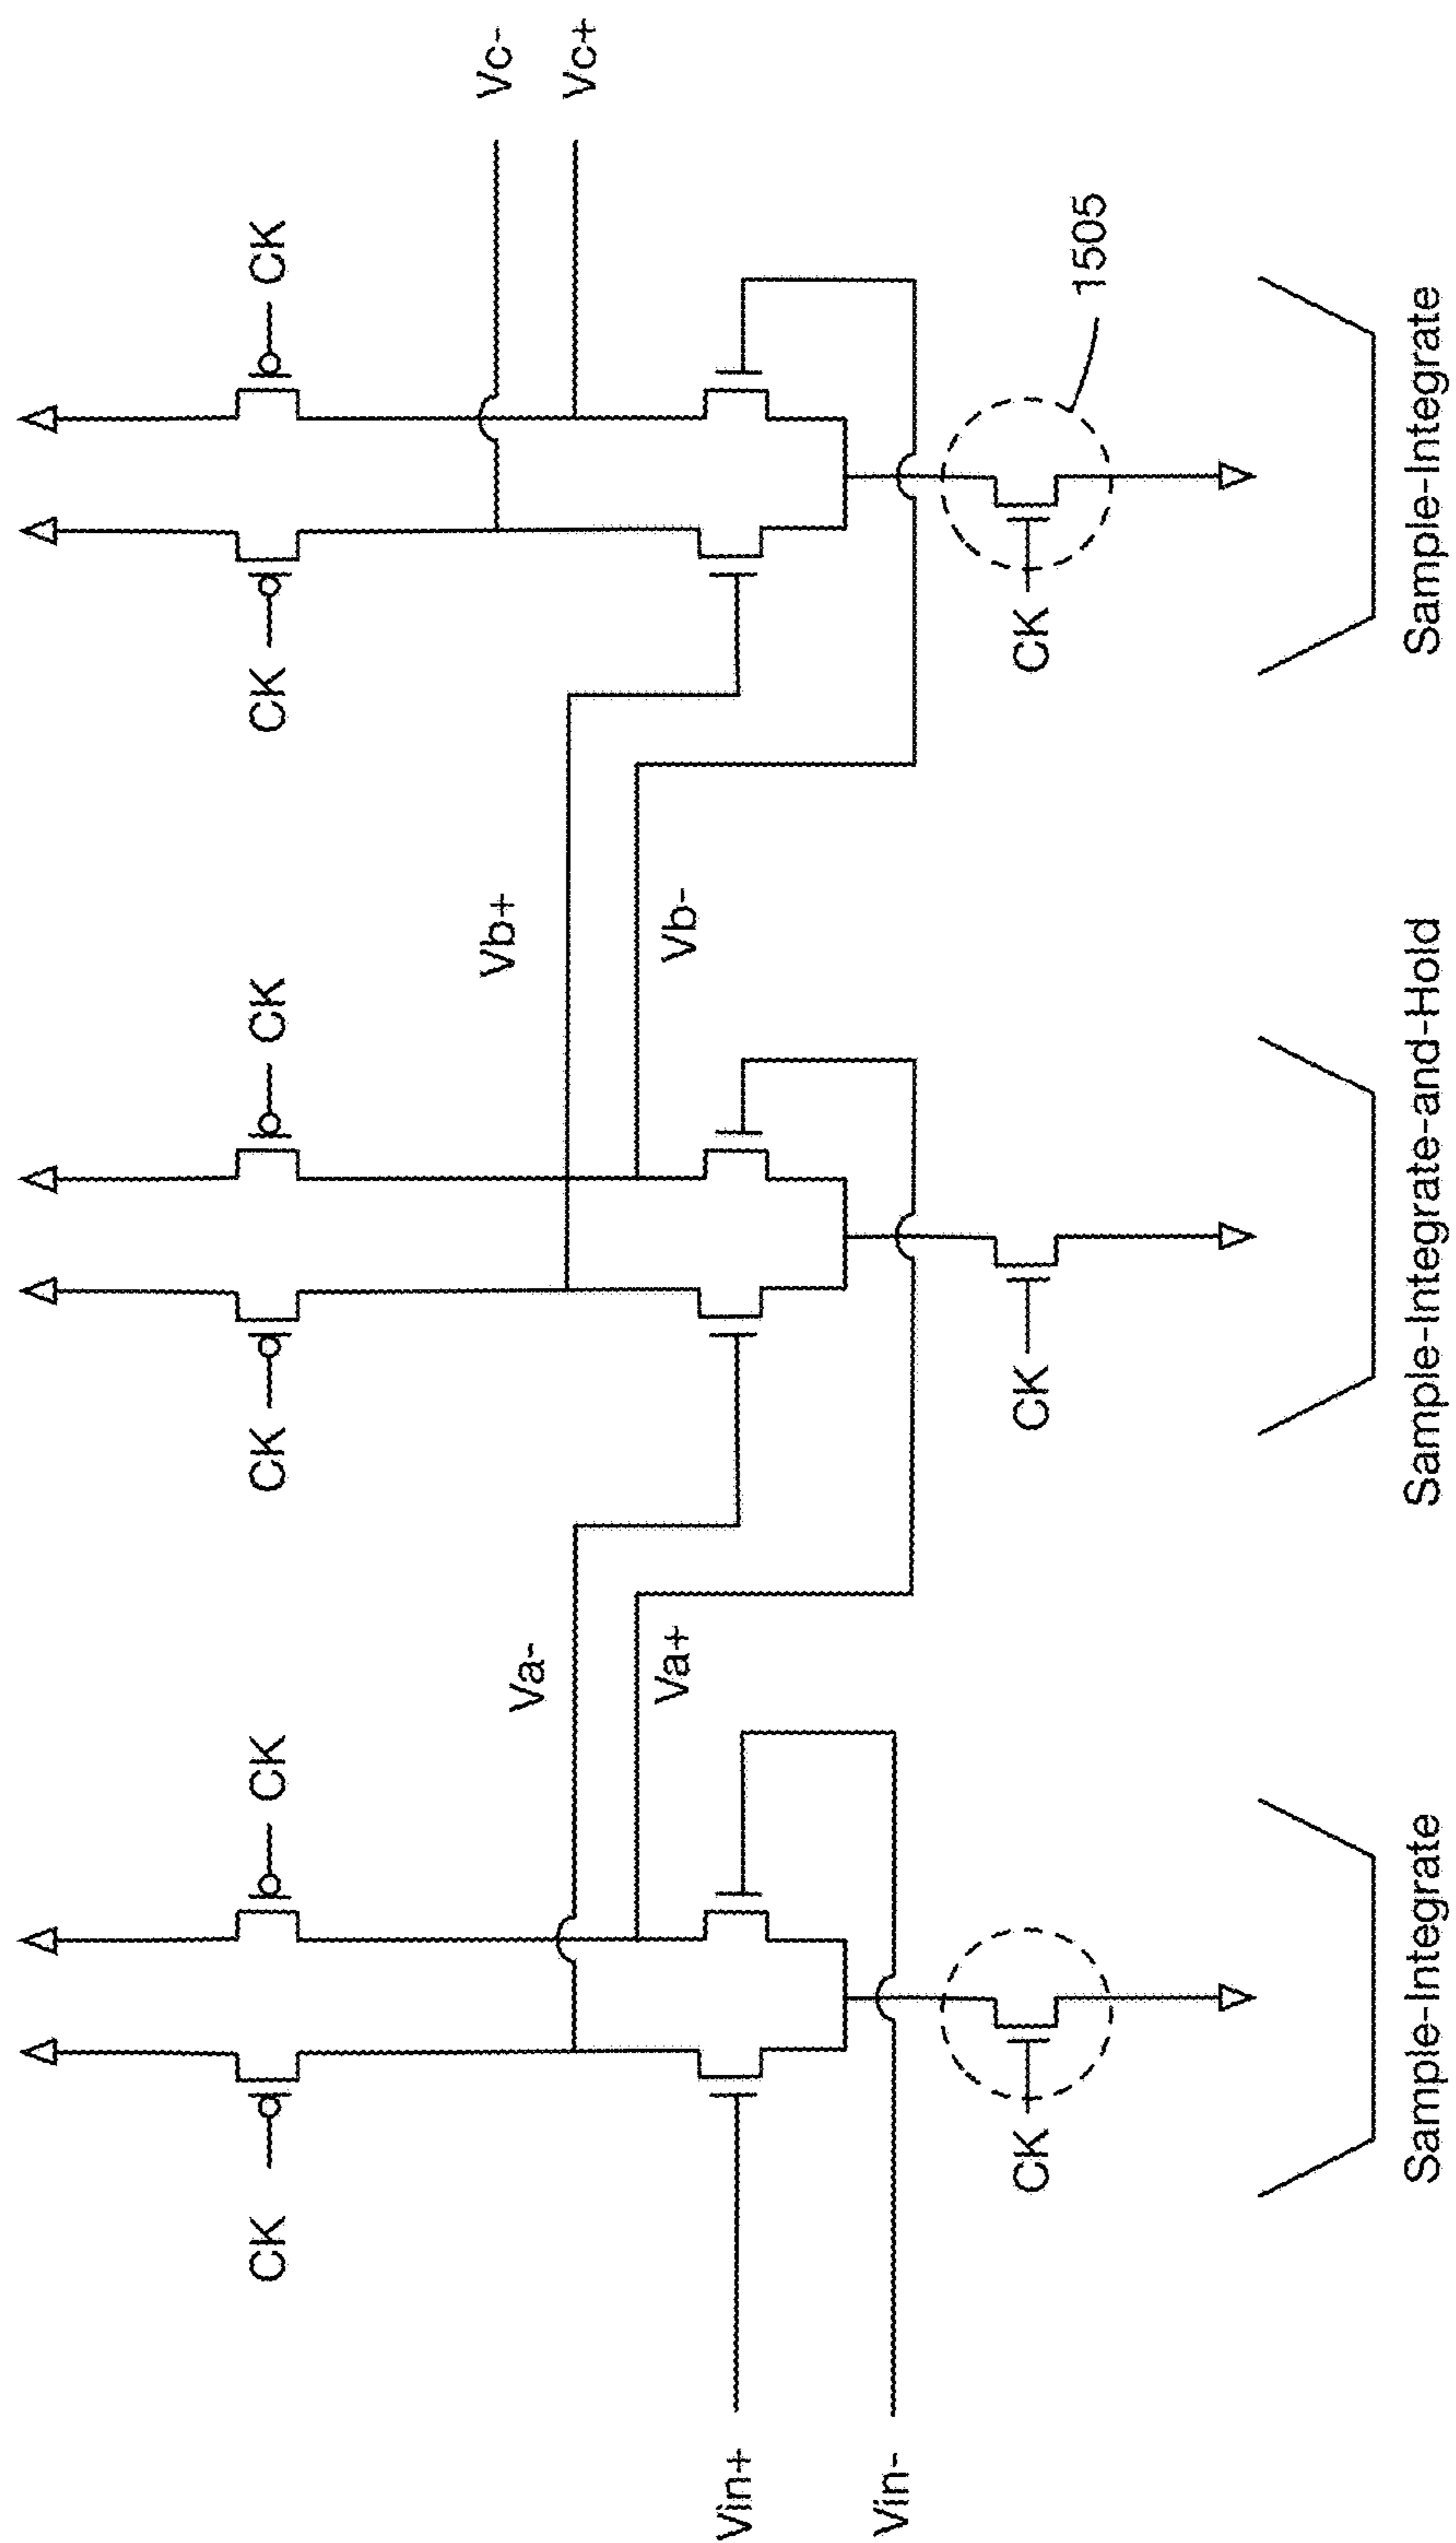 CK
CK
CK
CK
CK
CK
Va-
Va+
Vb+
Vb-
Vc-
Vc+
Vin+
Vin-
CK
CK
CK
1505
Sample-Integrate
Sample-Integrate-and-Hold
Sample-Integrate